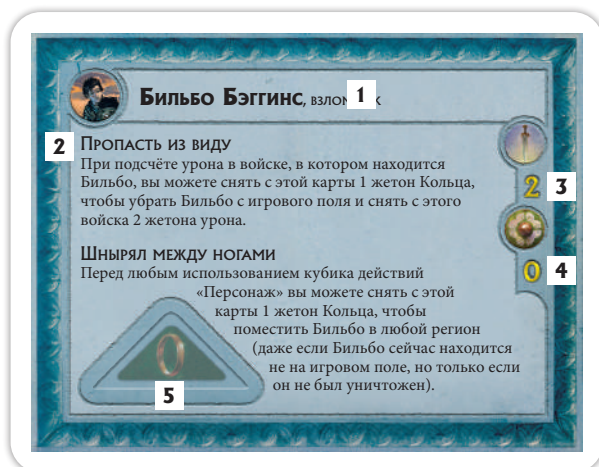 Бильбо Бэггинс, 1
2 Пропасть из виду
При подсчёте урона в войске, в котором находится
Бильбо, вы можете снять с этой карты 1 жетон Кольца,
чтобы убрать Бильбо с игрового поля и снять с этого
войска 2 жетона урона.
2 3
Шнырял между ногами
Перед любым использованием кубика действий
«Персонаж» вы можете снять с этой
карты 1 жетон Кольца, чтобы
поместить Бильбо в любой регион
(даже если Бильбо сейчас находится
не на игровом поле, но только если
он не был уничтожен).
0 4
5